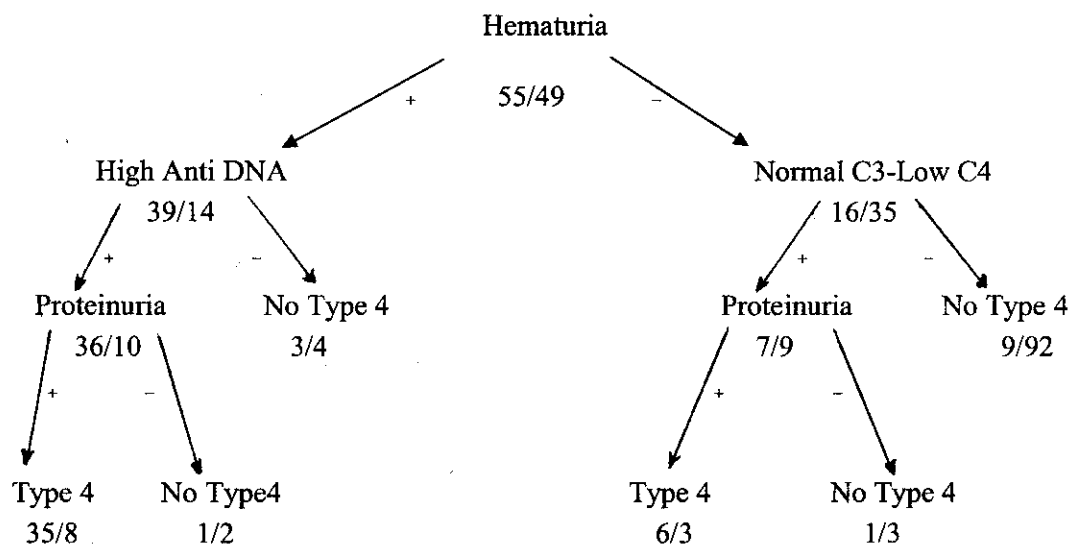 Hematuria
+ 55/49 −
High Anti DNA Normal C3-Low C4
39/14 16/35
+ − + −
Proteinuria No Type 4 Proteinuria No Type 4
36/10 3/4 7/9 9/92
+ − + −
Type 4 No Type4 Type 4 No Type 4
35/8 1/2 6/3 1/3